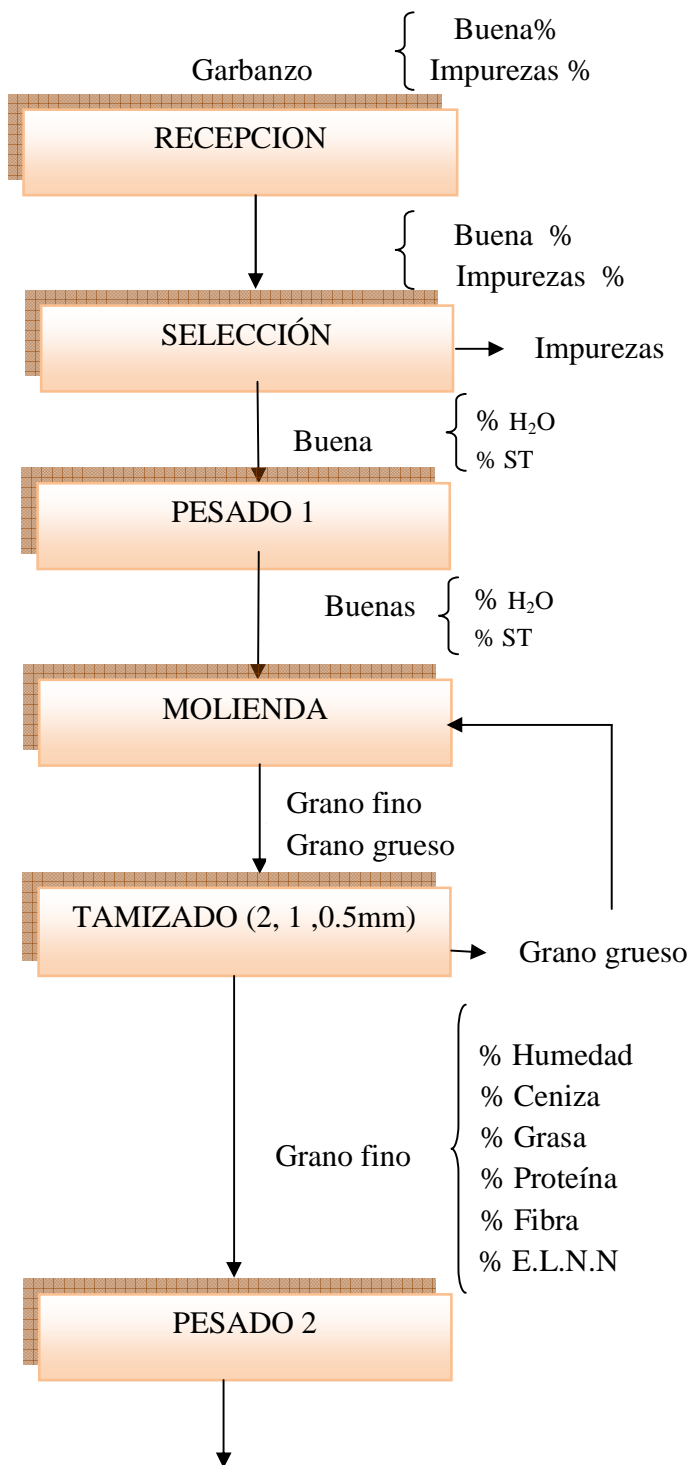 Buena%
Garbanzo
Impurezas %
RECEPCION
Buena %
Impurezas %
SELECCIÓN
Impurezas
Buena
% H₂O
% ST
PESADO 1
Buenas
% H₂O
% ST
MOLIENDA
Grano fino
Grano grueso
TAMIZADO (2, 1 ,0.5mm)
Grano grueso
% Humedad
% Ceniza
% Grasa
Grano fino
% Proteína
% Fibra
% E.L.N.N
PESADO 2